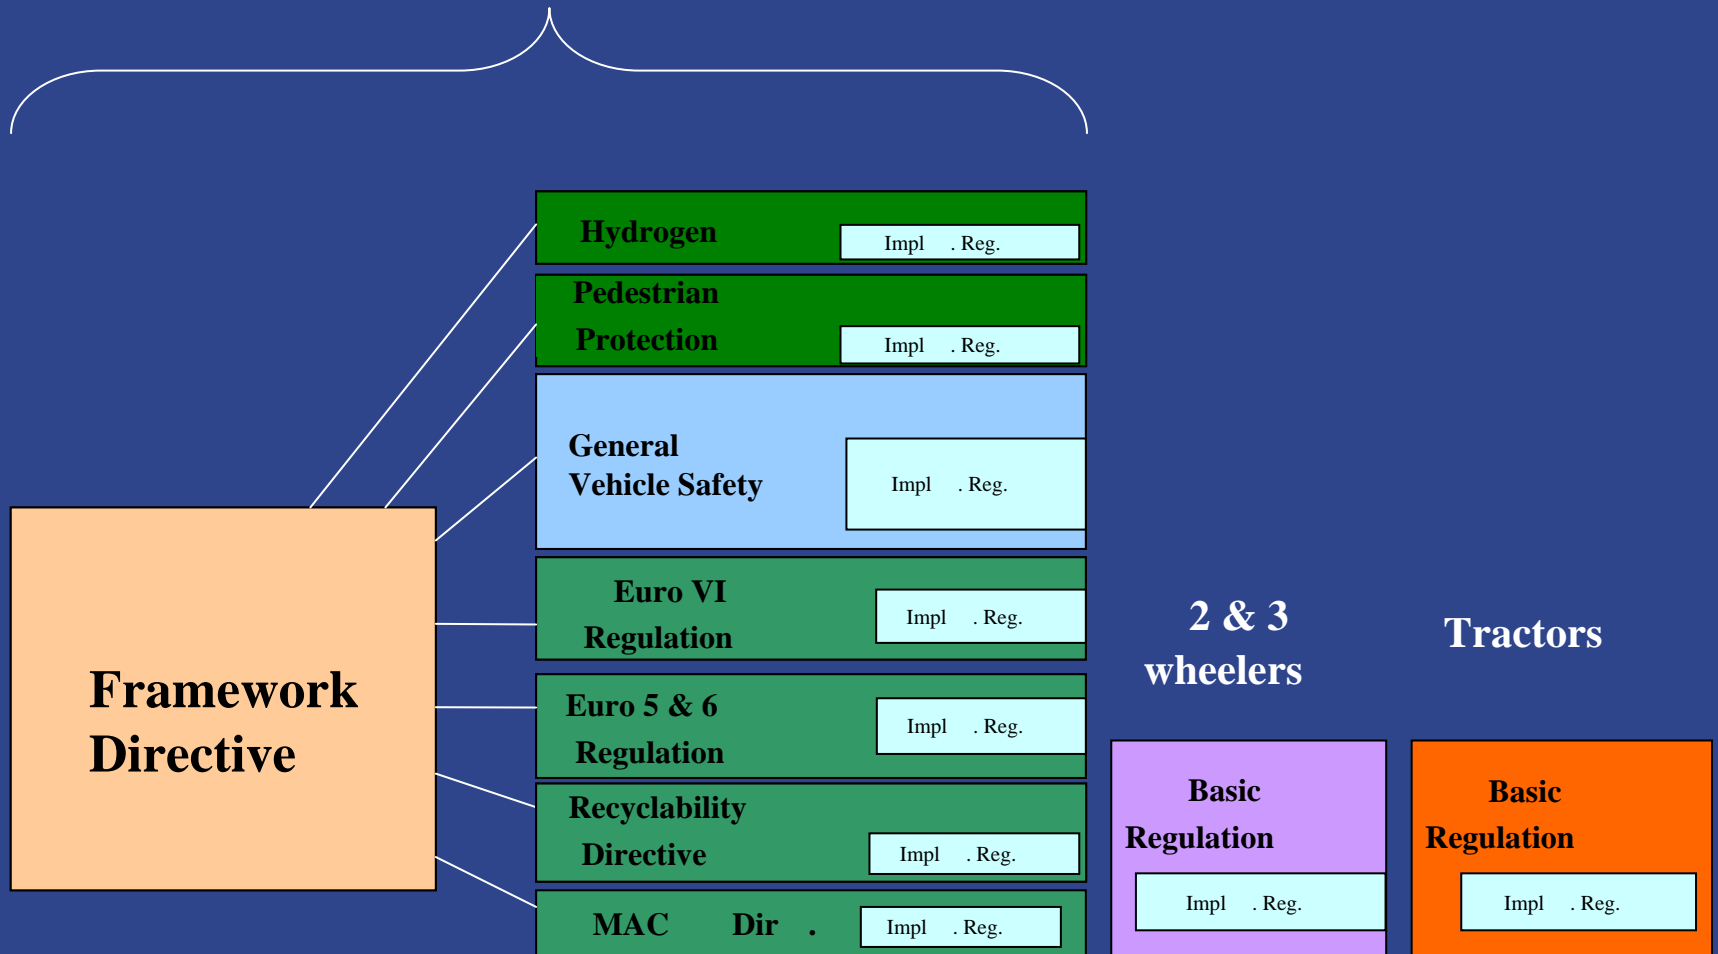 Hydrogen
Impl . Reg.
Pedestrian
Protection
Impl . Reg.
General
Vehicle Safety
Impl . Reg.
Euro VI
Regulation
Impl . Reg.
Euro 5 & 6
Regulation
Impl . Reg.
Recyclability
Directive
Impl . Reg.
MAC Dir .
Impl . Reg.
Framework
Directive
2 & 3
wheelers
Basic
Regulation
Impl . Reg.
Tractors
Basic
Regulation
Impl . Reg.